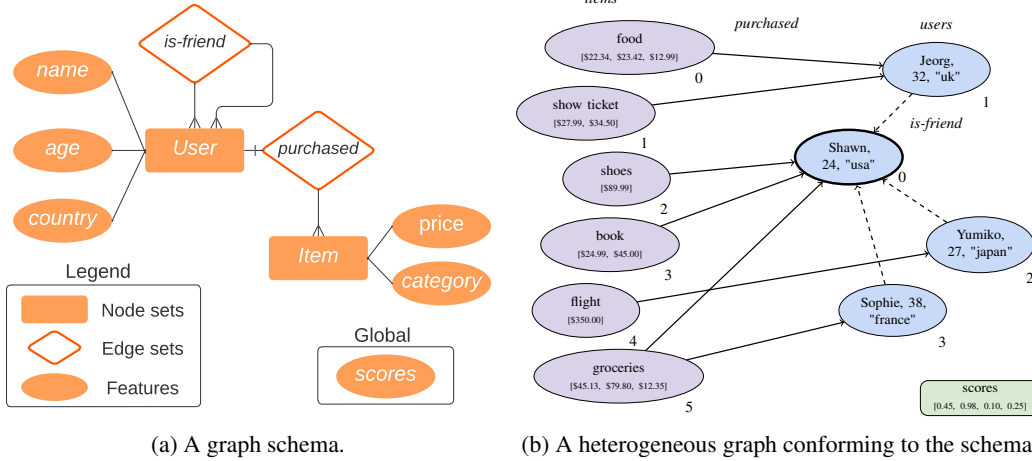 is-friend
name
age
User
purchased
country
price
Item
category
Legend
Node sets
Edge sets
Features
Global
scores
(a) A graph schema.
items
purchased
users
food
[$22.34, $23.42, $12.99]
0
Jeorg,
32, "uk"
1
show ticket
[$27.99, $34.50]
1
is-friend
Shawn,
24, "usa"
0
shoes
[$89.99]
2
book
[$24.99, $45.00]
3
Yumiko,
27, "japan"
2
flight
[$350.00]
4
Sophie, 38,
"france"
3
groceries
[$45.13, $79.80, $12.35]
5
scores
[0.45, 0.98, 0.10, 0.25]
(b) A heterogeneous graph conforming to the schema